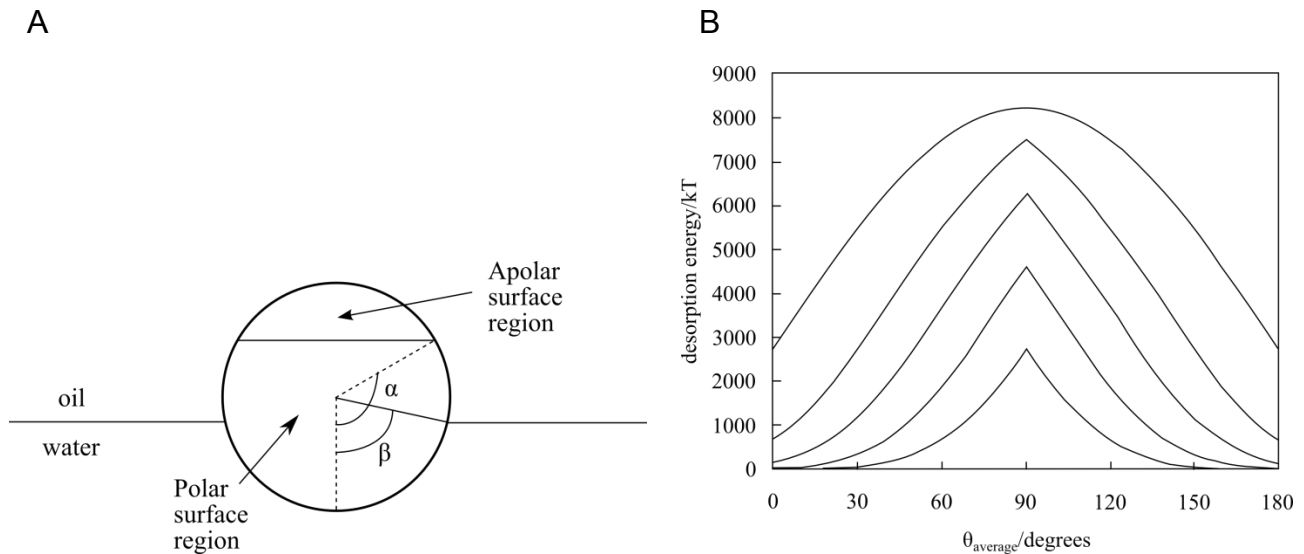 A
Apolar
surface
region
α
oil
water
β
Polar
surface
region
B
9000
8000
7000
6000
5000
4000
3000
2000
1000
0
desorption energy/kT
0 30 60 90 120 150 180
θaverage/degrees